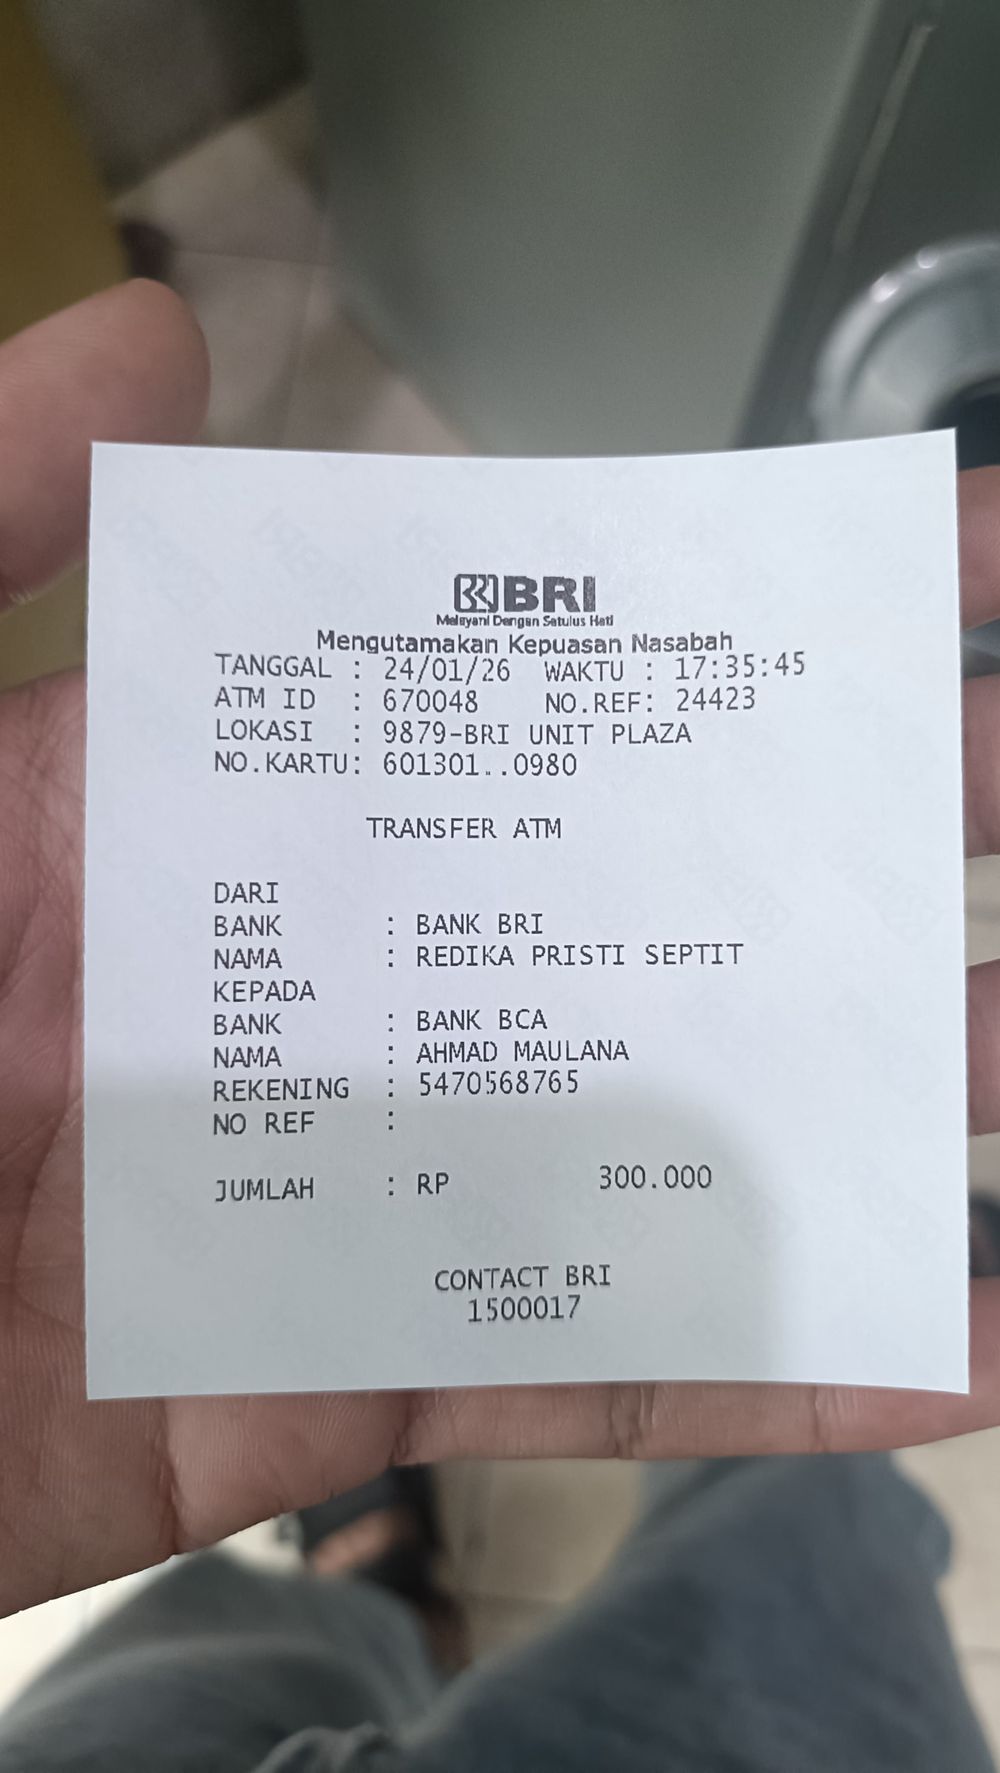 BRI
Melayani Dengan Setulus Hati
Mengutamakan Kepuasan Nasabah
TANGGAL : 24/01/26 WAKTU : 17:35:45
ATM ID : 670048 NO.REF: 24423
LOKASI : 9879-BRI UNIT PLAZA
NO.KARTU: 601301..0980
TRANSFER ATM
DARI
BANK : BANK BRI
NAMA : REDIKA PRISTI SEPTIT
KEPADA
BANK : BANK BCA
NAMA : AHMAD MAULANA
REKENING : 5470568765
NO REF :
JUMLAH : RP 300.000
CONTACT BRI
1500017